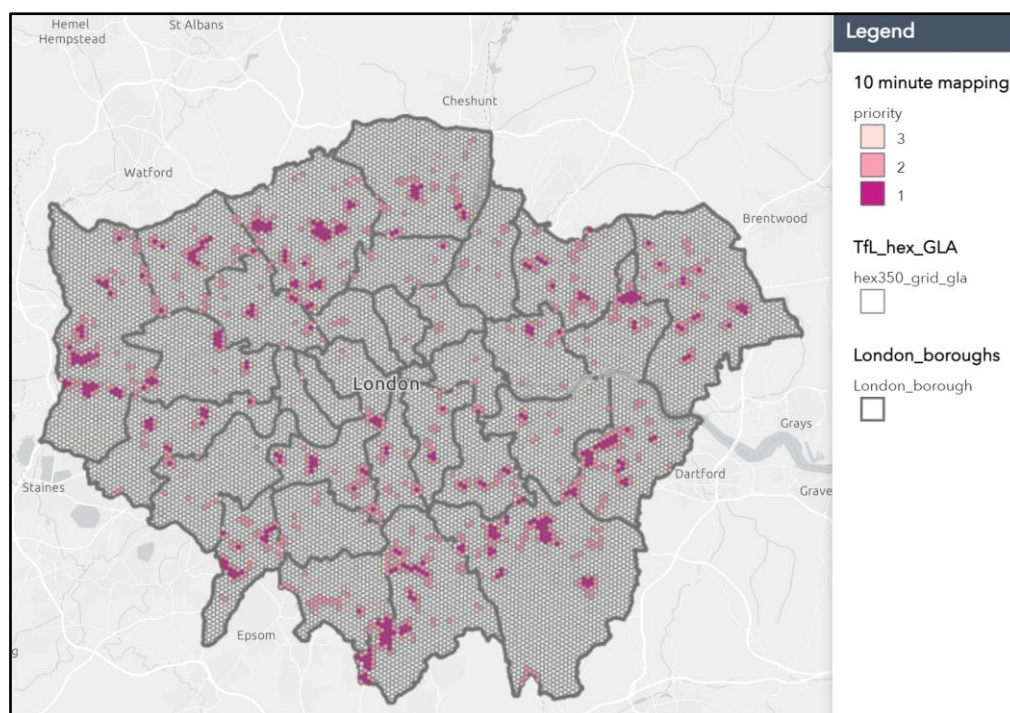 Hemel
Hempstead
St Albans
Cheshunt
Watford
Brentwood
London
Grays
Staines
Dartford
Grave
Epsom
g
Legend
10 minute mapping
priority
3
2
1
TfL_hex_GLA
hex350_grid_gla
London_boroughs
London_borough